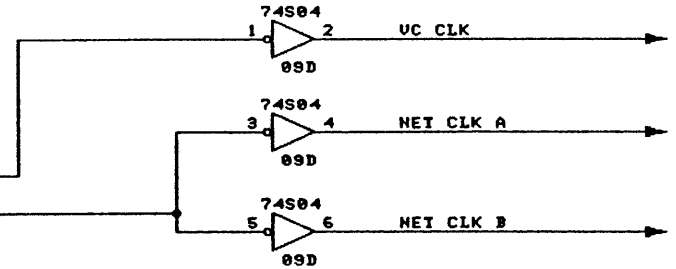 74S04
1 2 VC CLK
09D
74S04
3 4 NET CLK A
09D
74S04
5 6 NET CLK B
09D